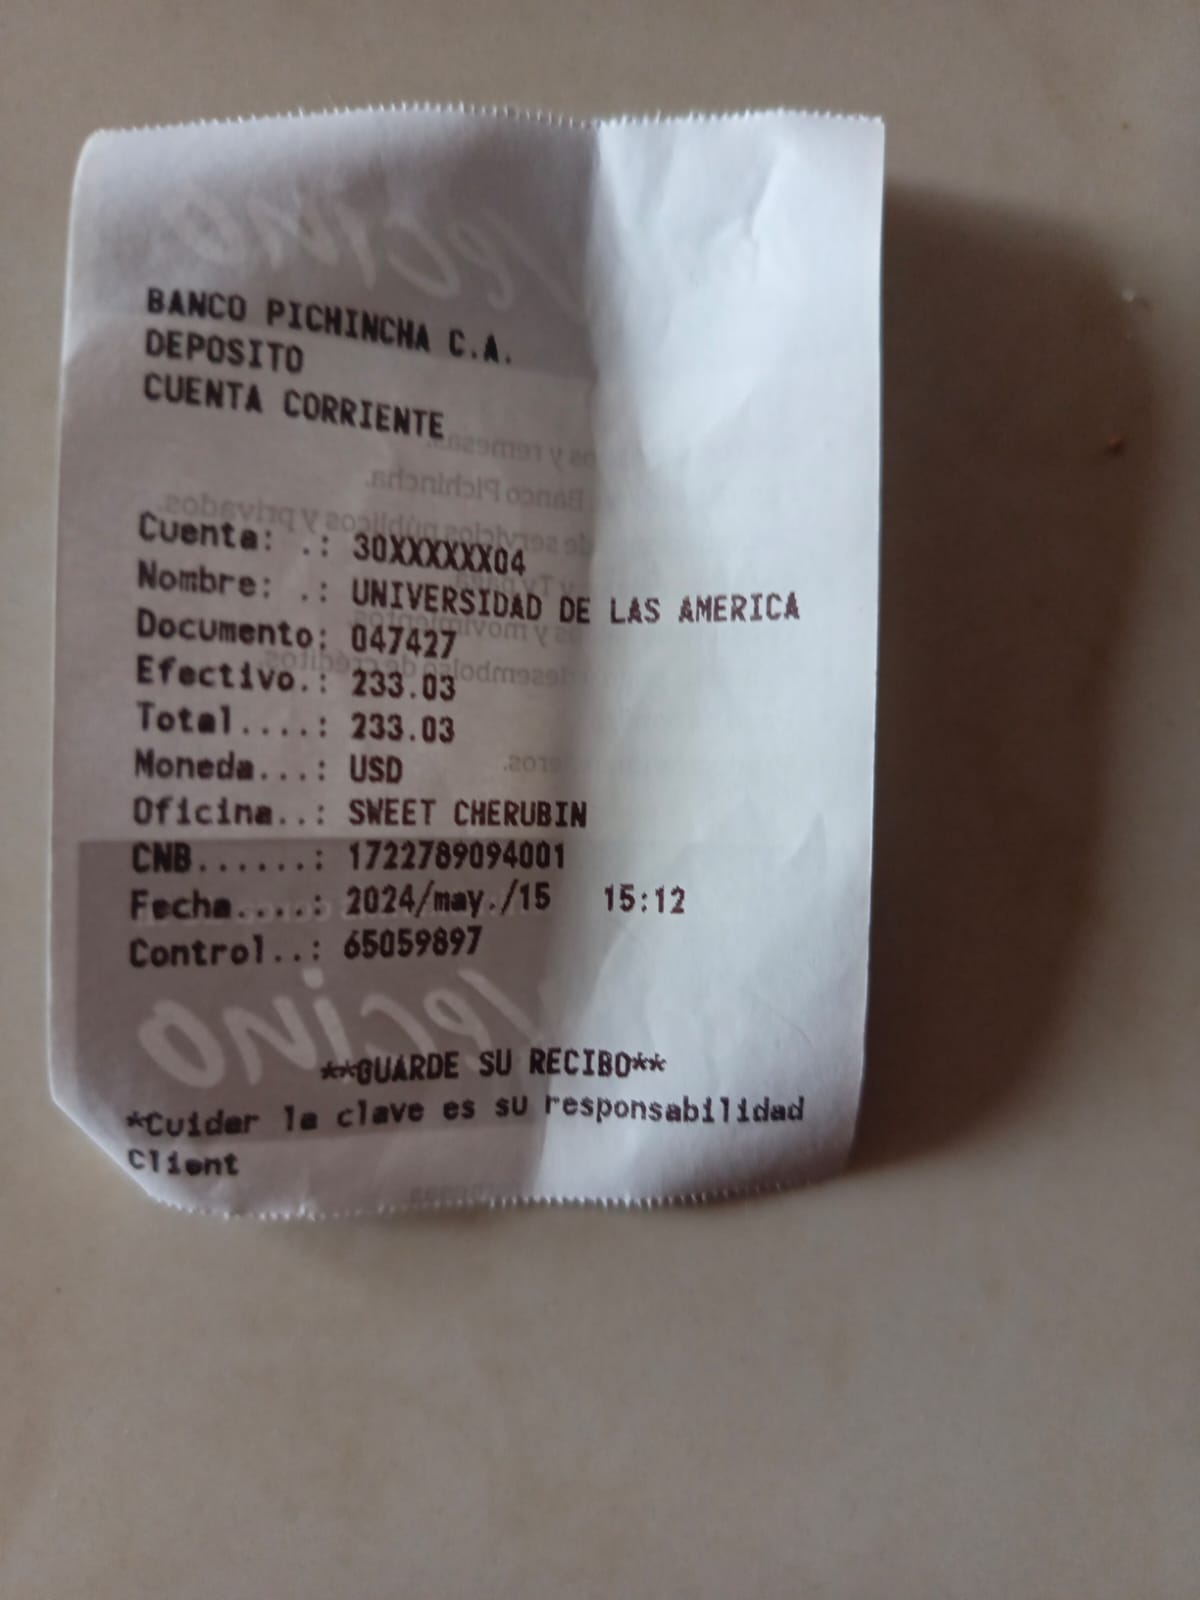 BANCO PICHINCHA C.A.
DEPOSITO
CUENTA CORRIENTE
Cuenta: .: 30XXXXXX04
Nombre: .: UNIVERSIDAD DE LAS AMERICA
Documento: 047427
Efectivo.: 233.03
Total....: 233.03
Moneda...: USD
Oficina..: SWEET CHERUBIN
CNB......: 1722789094001
Fecha....: 2024/may./15 15:12
Control..: 65059897
**GUARDE SU RECIBO**
*Cuidar la clave es su responsabilidad
Client